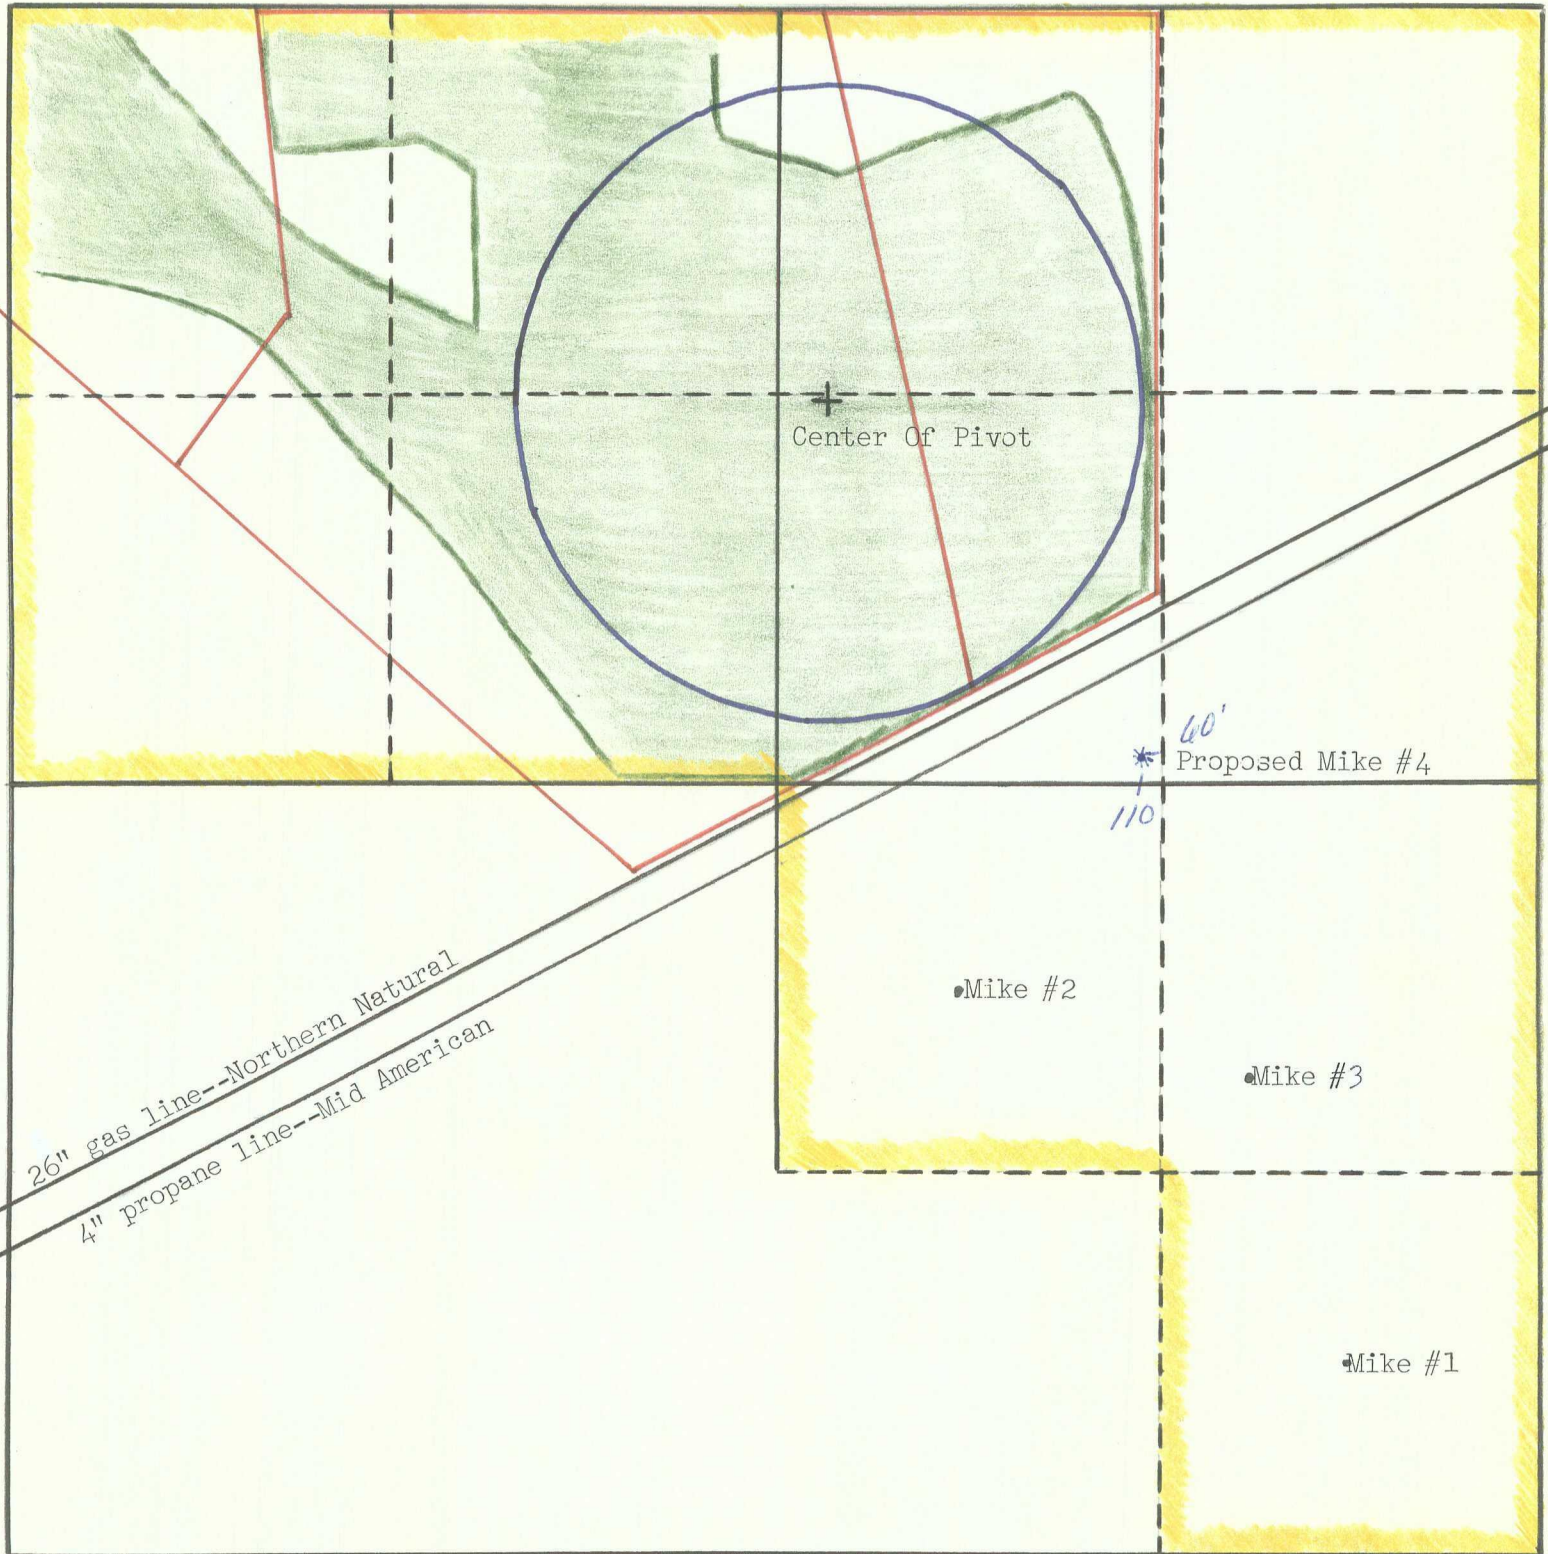 Center Of Pivot
60'
Proposed Mike #4
110
Mike #2
26" gas line--Northern Natural
4" propane line--Mid American
Mike #3
Mike #1